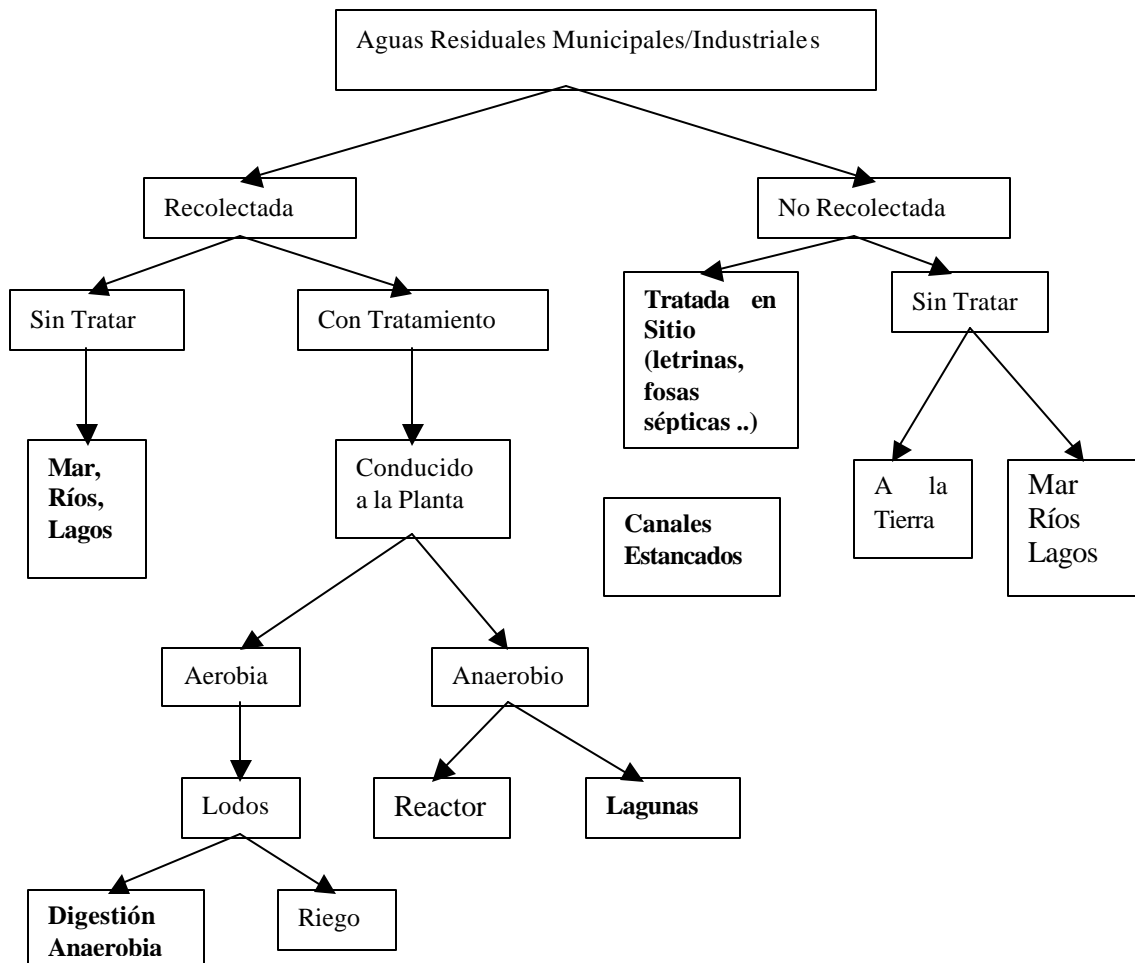 Aguas Residuales Municipales/Industriales
Recolectada
No Recolectada
Sin Tratar
Con Tratamiento
Tratada en
Sitio
(letrinas,
fosas
sépticas ..)
Sin Tratar
Mar,
Ríos,
Lagos
Conducido
a la Planta
Canales
Estancados
A la
Tierra
Mar
Ríos
Lagos
Aerobia
Anaerobio
Lodos
Reactor
Lagunas
Digestión
Anaerobia
Riego